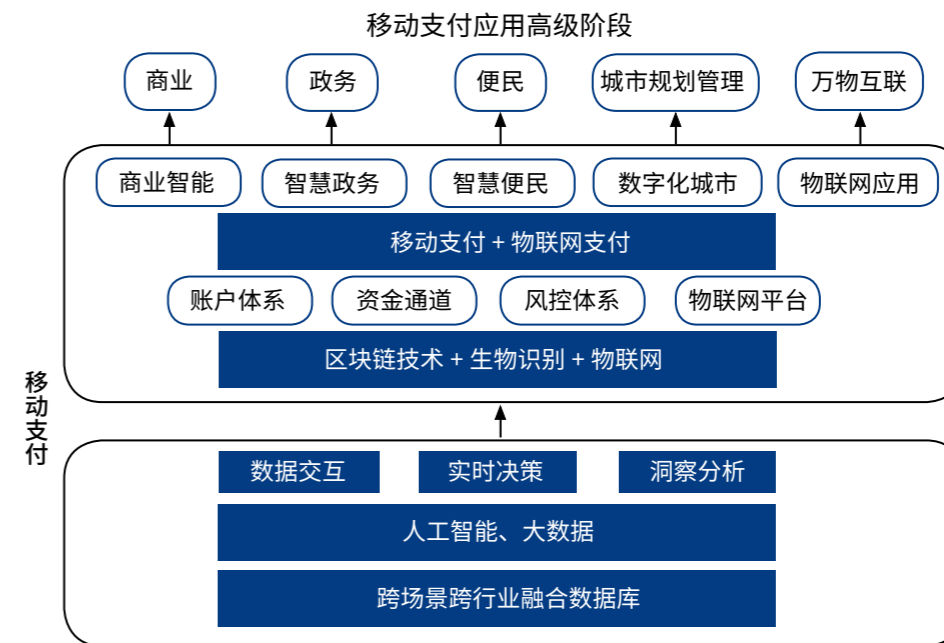 移动支付应用高级阶段
商业
政务
便民
城市规划管理
万物互联
商业智能
智慧政务
智慧便民
数字化城市
物联网应用
移动支付 + 物联网支付
账户体系
资金通道
风控体系
物联网平台
区块链技术 + 生物识别 + 物联网
移动支付
数据交互
实时决策
洞察分析
人工智能、大数据
跨场景跨行业融合数据库